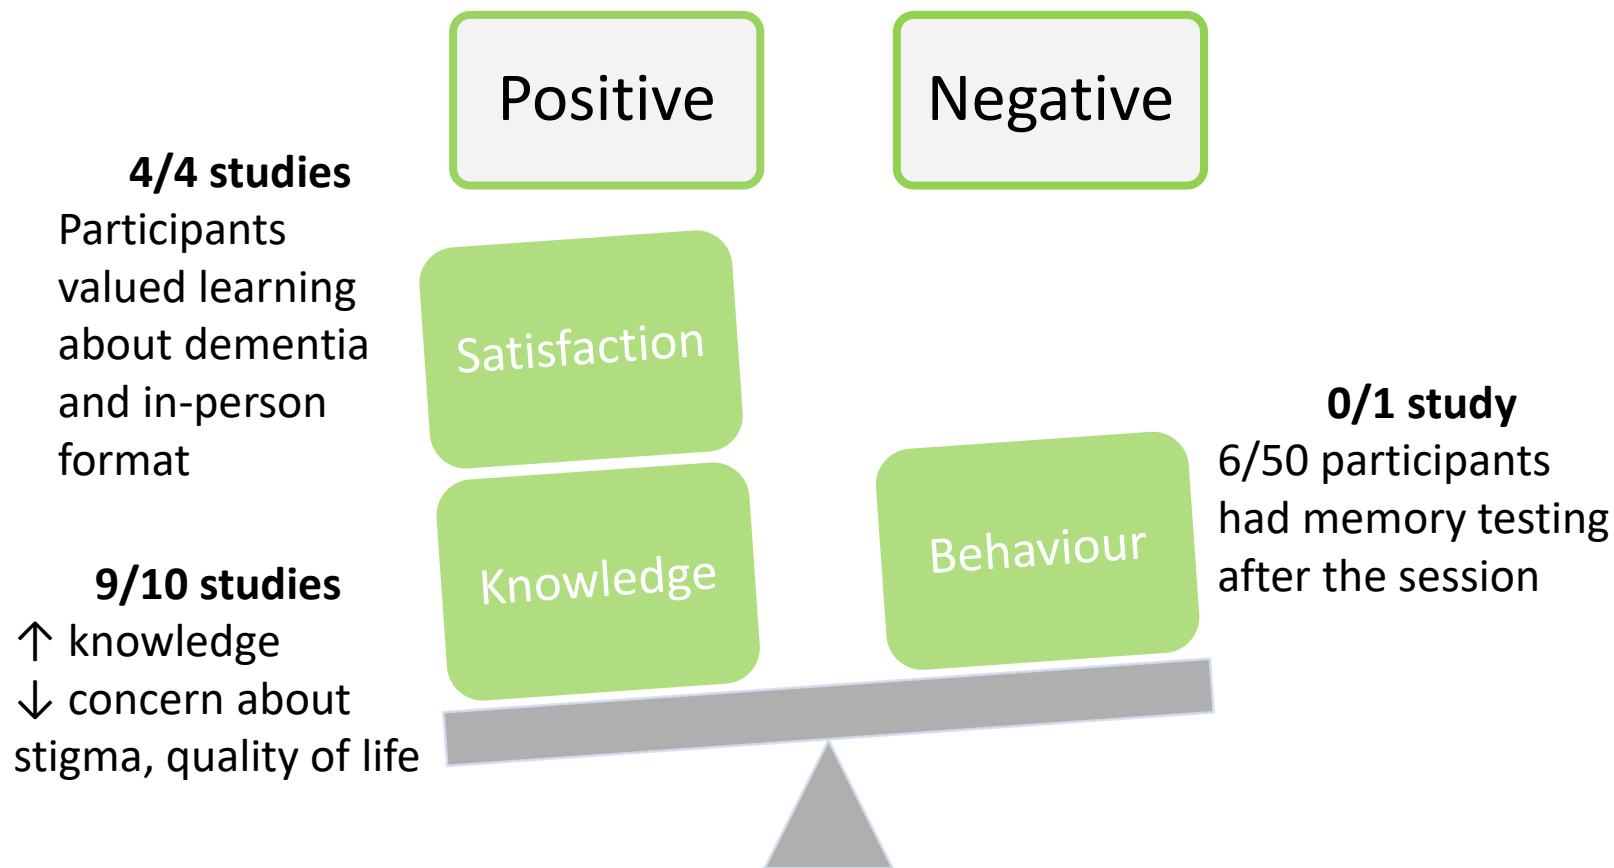 Positive
Negative
4/4 studies
Participants
valued learning
about dementia
and in-person
format
Satisfaction
9/10 studies
↑ knowledge
↓ concern about
stigma, quality of life
Knowledge
Behaviour
0/1 study
6/50 participants
had memory testing
after the session